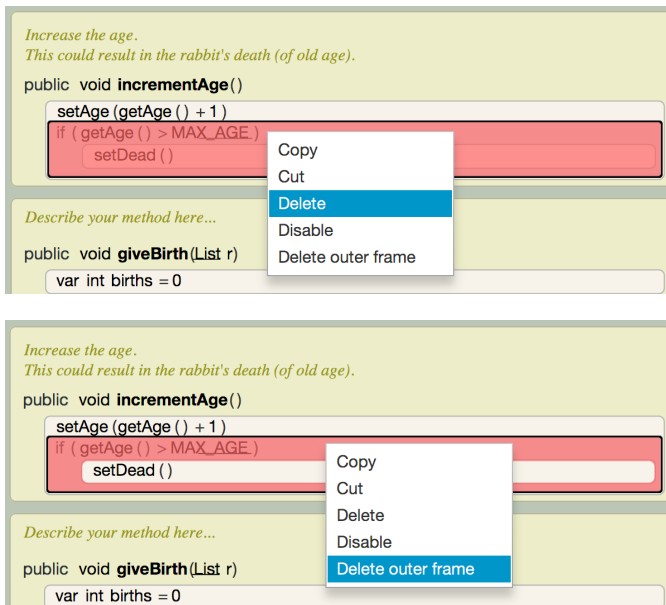 Increase the age.
This could result in the rabbit's death (of old age).
public void incrementAge()
setAge (getAge () + 1 )
if ( getAge () > MAX_AGE )
setDead ()
Copy
Cut
Delete
Disable
Delete outer frame
Describe your method here...
public void giveBirth(List r)
var int births = 0
Increase the age.
This could result in the rabbit's death (of old age).
public void incrementAge()
setAge (getAge () + 1 )
if ( getAge () > MAX_AGE )
setDead ()
Copy
Cut
Delete
Disable
Delete outer frame
Describe your method here...
public void giveBirth(List r)
var int births = 0